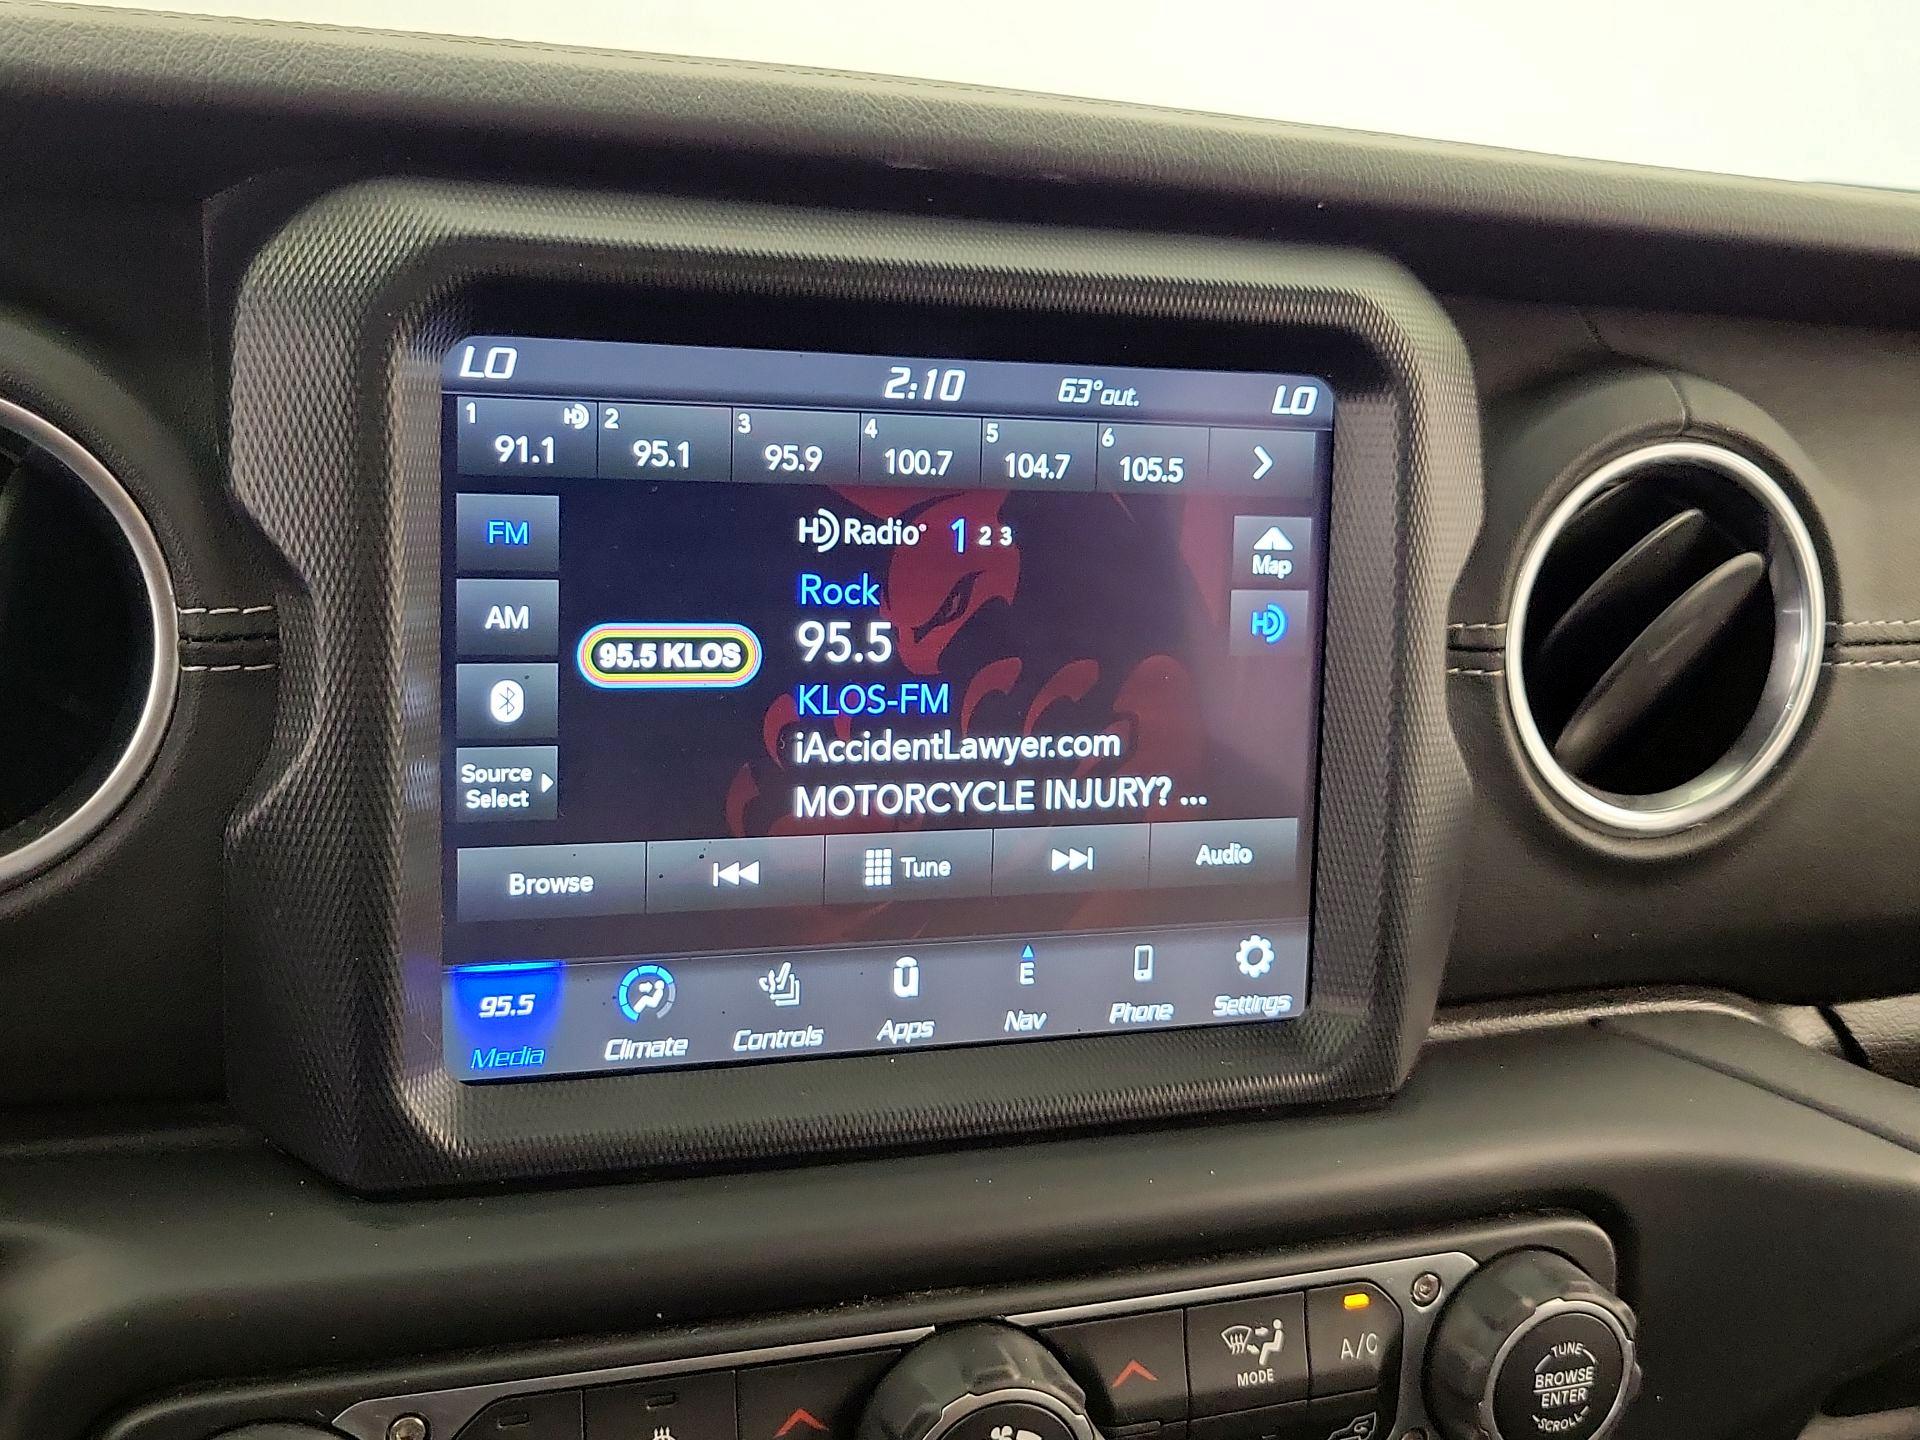 LO 2:10 63°out. LO
1 HD 2 3 4 5 6
91.1 95.1 95.9 100.7 104.7 105.5
FM
HD Radio 1 2 3
Map
AM
Rock
HD
95.5 KLOS
95.5
KLOS-FM
Source
Select
iAccidentLawyer.com
MOTORCYCLE INJURY? ...
Browse
Tune
Audio
95.5
Media
Climate
Controls
u
Apps
E
Nav
Phone
Settings
MODE
A/C
TUNE
BROWSE
ENTER
SCROLL